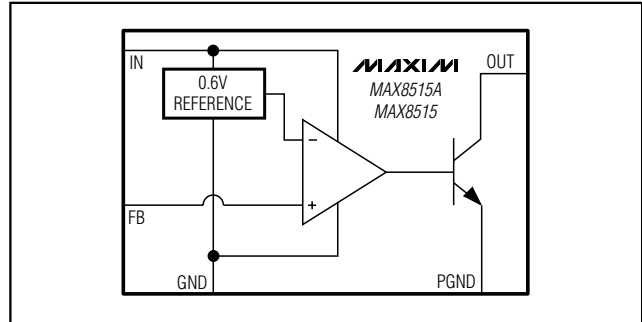 IN
0.6V
REFERENCE
MAXIM
MAX8515A
MAX8515
OUT
−
+
FB
GND
PGND